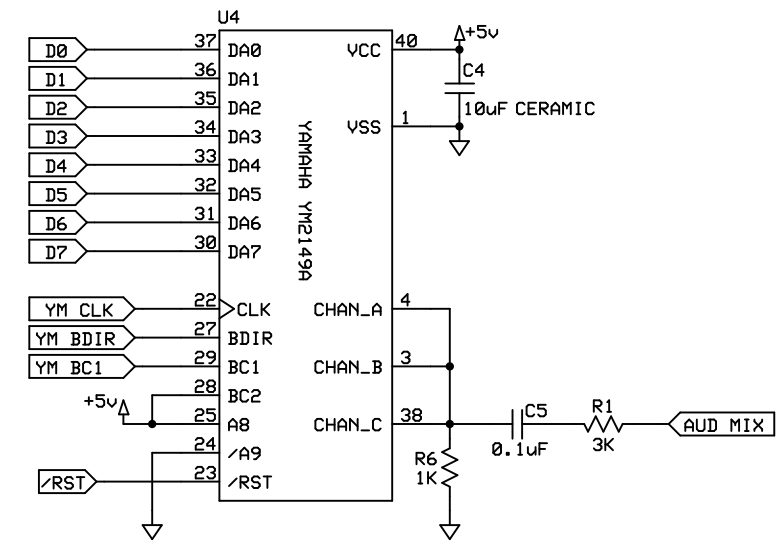 U4
D0 37 DA0 VCC 40 +5v
D1 36 DA1 C4
D2 35 DA2 10uF CERAMIC
D3 34 DA3 VSS 1
D4 33 DA4
D5 32 DA5
D6 31 DA6
D7 30 DA7
YAMAHA YM2149A
YM CLK 22 CLK CHAN_A 4
YM BDIR 27 BDIR
YM BC1 29 BC1 CHAN_B 3
+5v 28 BC2
25 A8 CHAN_C 38 C5 R1 AUD MIX
0.1uF 3K
24 /A9 R6
/RST 23 /RST 1K